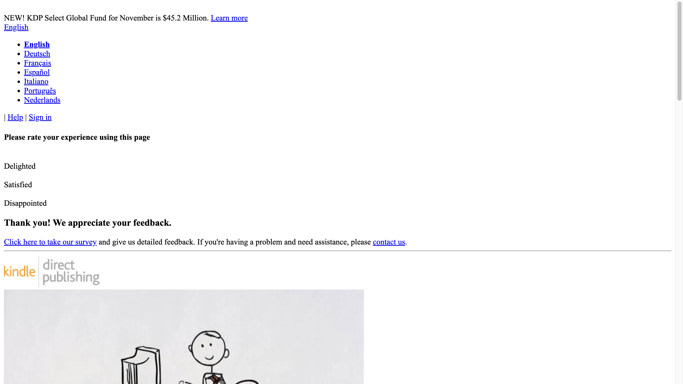 NEW! KDP Select Global Fund for November is $45.2 Million. Learn more
English
English
Deutsch
Français
Español
Italiano
Português
Nederlands
| Help | Sign in
Please rate your experience using this page
Delighted
Satisfied
Disappointed
Thank you! We appreciate your feedback.
Click here to take our survey and give us detailed feedback. If you're having a problem and need assistance, please contact us.
kindle direct
publishing